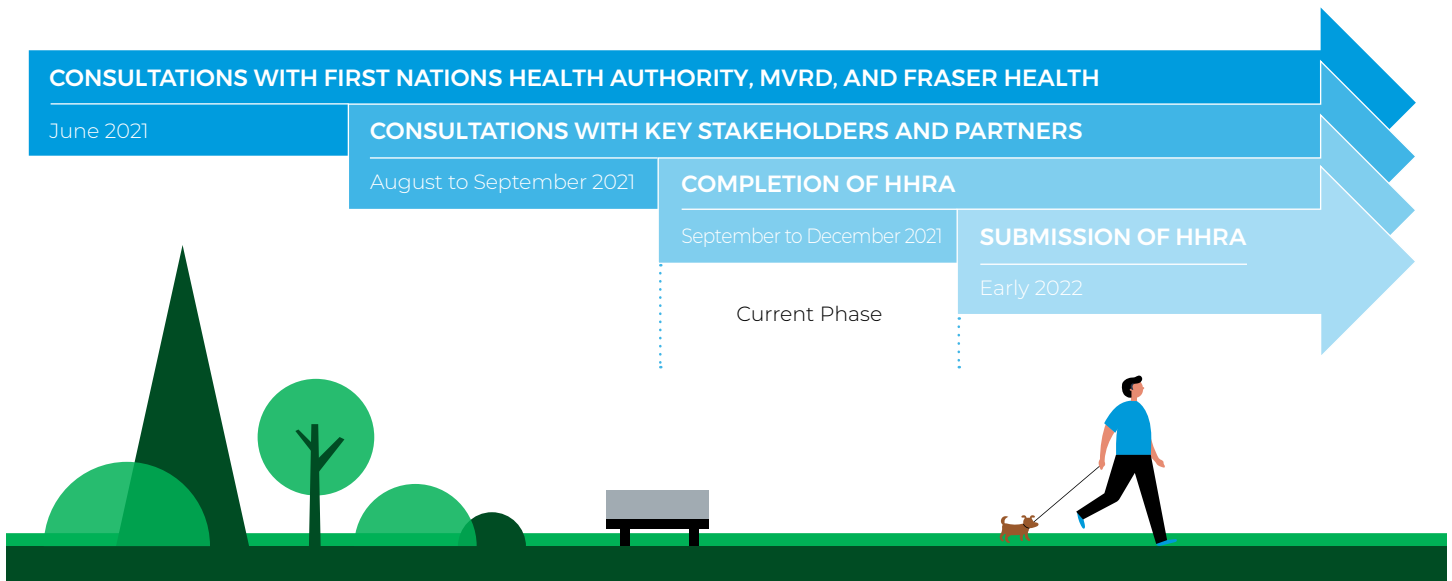 CONSULTATIONS WITH FIRST NATIONS HEALTH AUTHORITY, MVRD, AND FRASER HEALTH
June 2021
CONSULTATIONS WITH KEY STAKEHOLDERS AND PARTNERS
August to September 2021
COMPLETION OF HHRA
September to December 2021
SUBMISSION OF HHRA
Early 2022
Current Phase